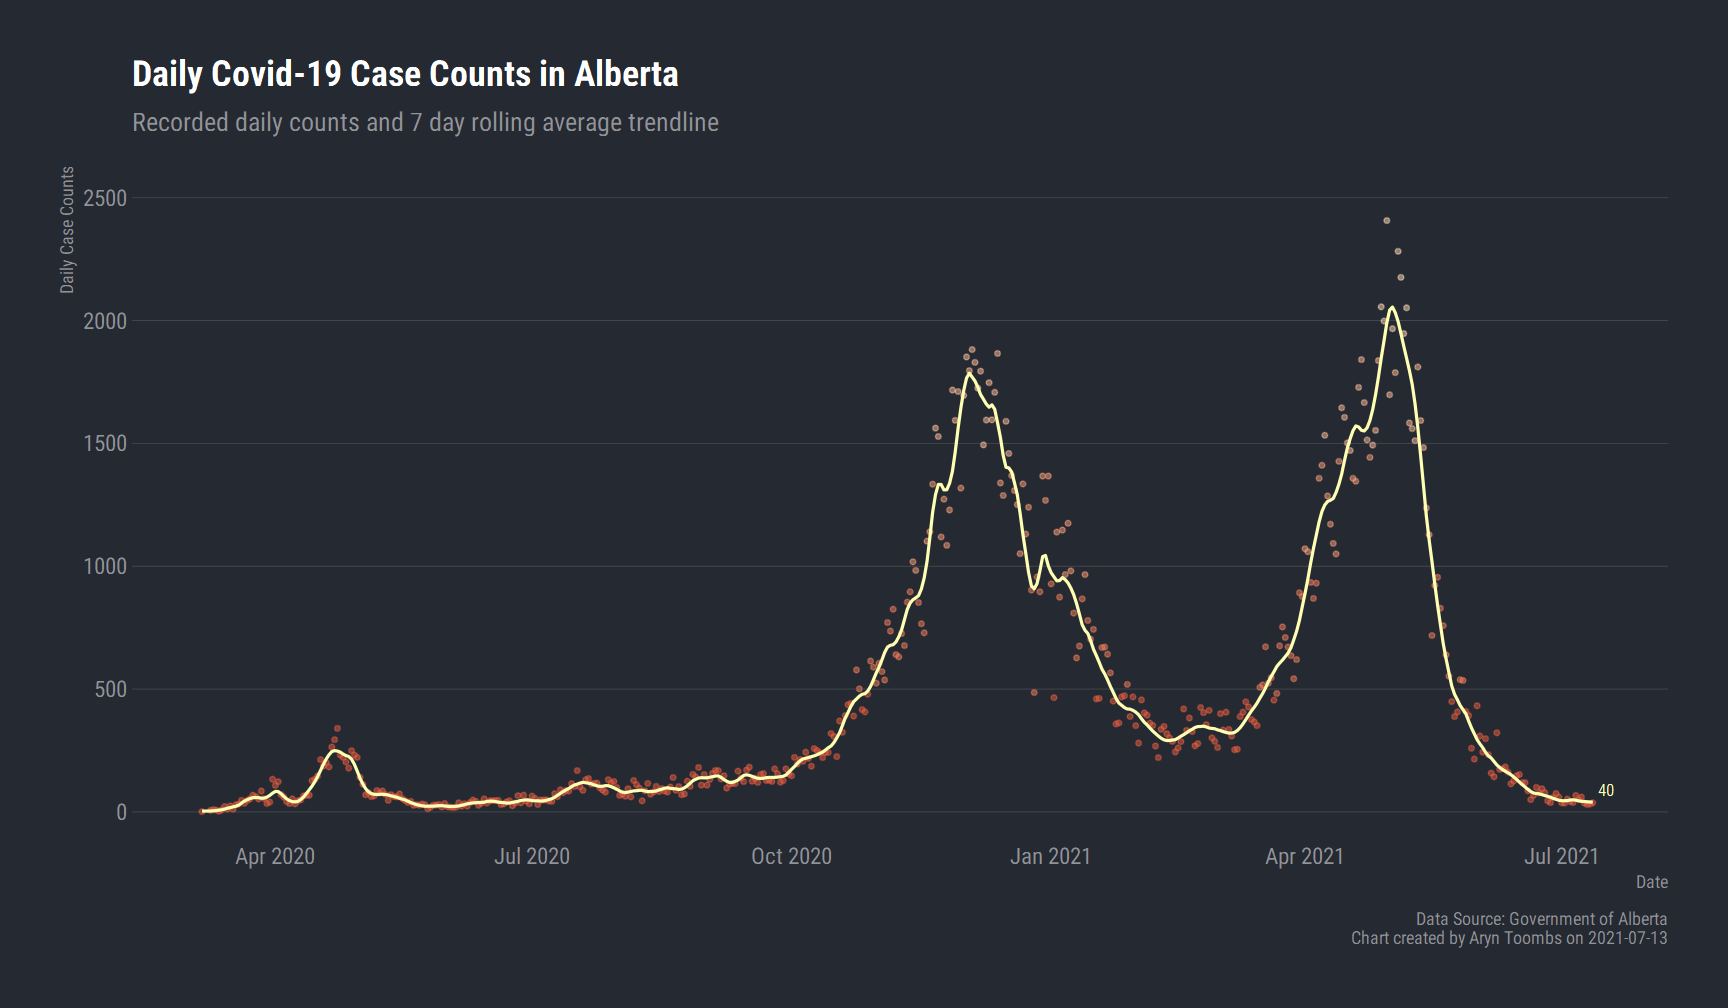 Daily Covid-19 Case Counts in Alberta
Recorded daily counts and 7 day rolling average trendline
Daily Case Counts
2500
2000
1500
1000
500
0
40
Apr 2020
Jul 2020
Oct 2020
Jan 2021
Apr 2021
Jul 2021
Date
Data Source: Government of Alberta
Chart created by Aryn Toombs on 2021-07-13